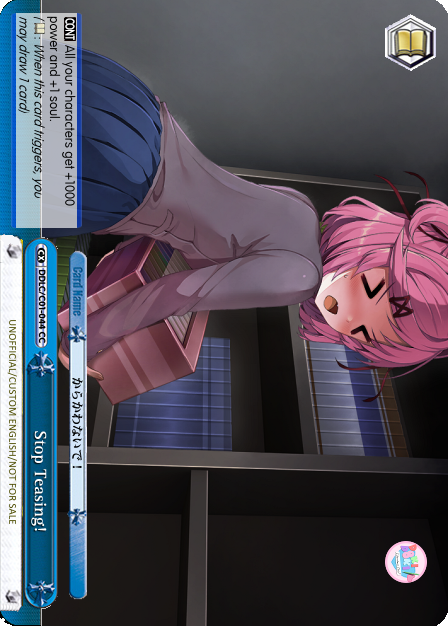 CONT All your characters get +1000
power and +1 soul.
( : When this card triggers, you
may draw 1 card)
Card Name
からかわないで！
CX DDLC/C01-044 CC
Stop Teasing!
UNOFFICIAL/CUSTOM ENGLISH/NOT FOR SALE